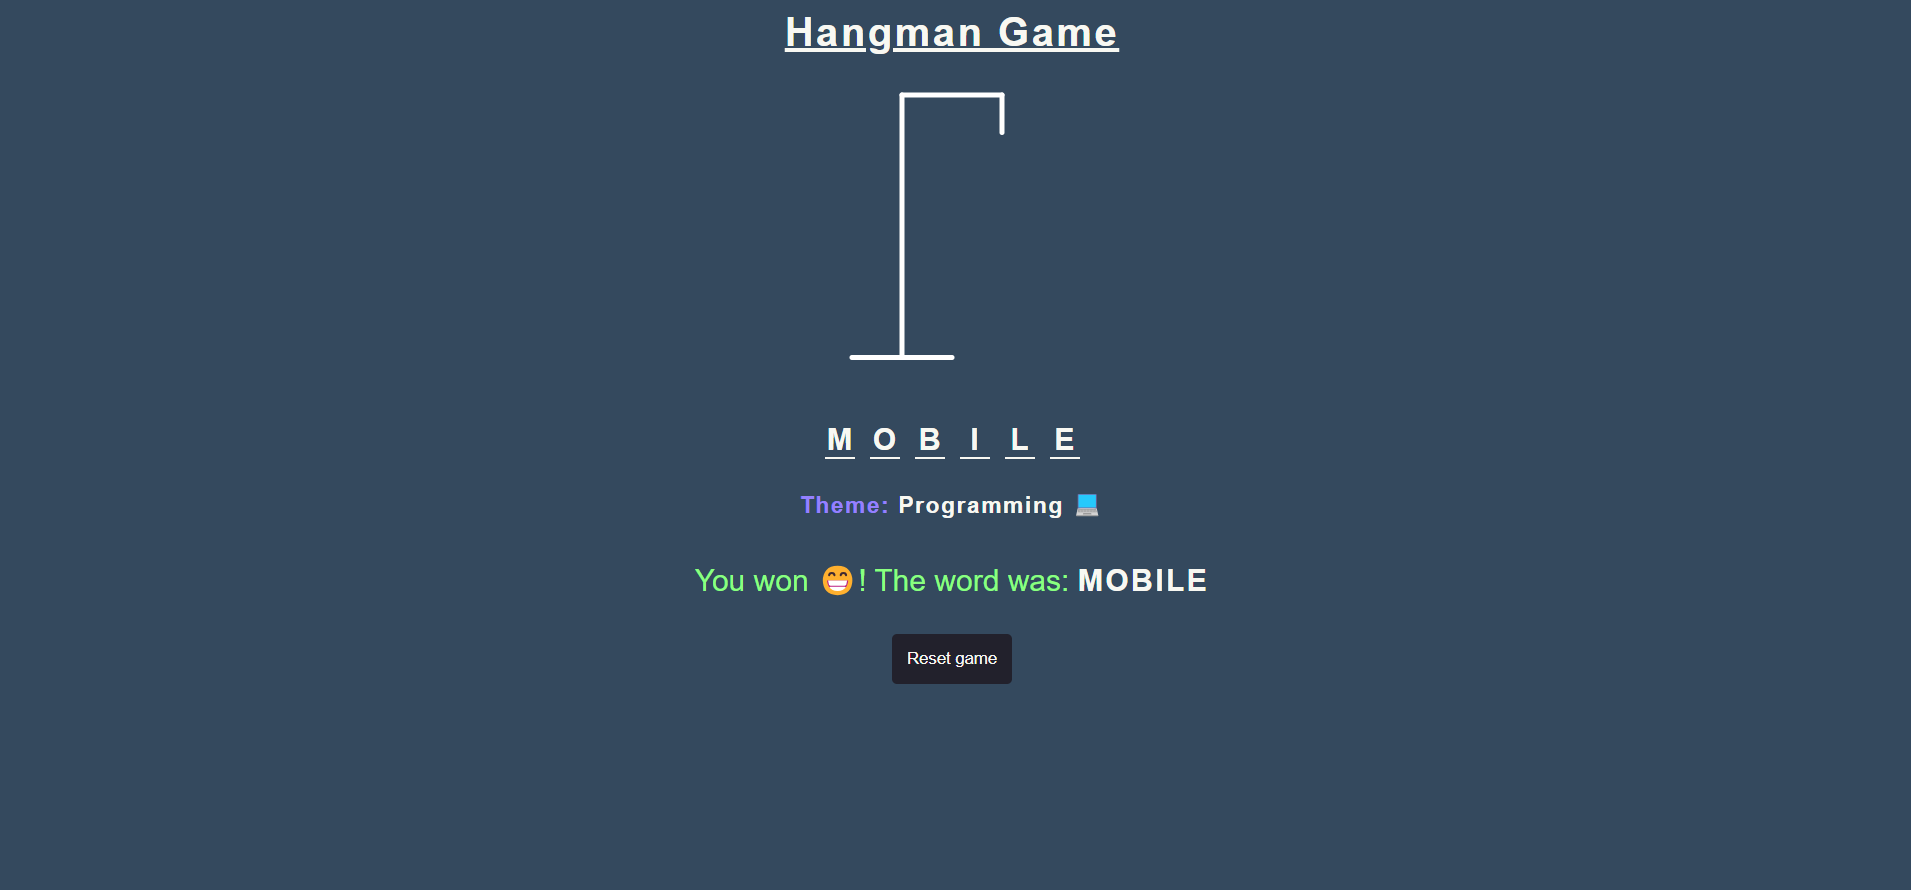 Hangman Game
M O B I L E
Theme: Programming 💻
You won 😁! The word was: MOBILE
Reset game